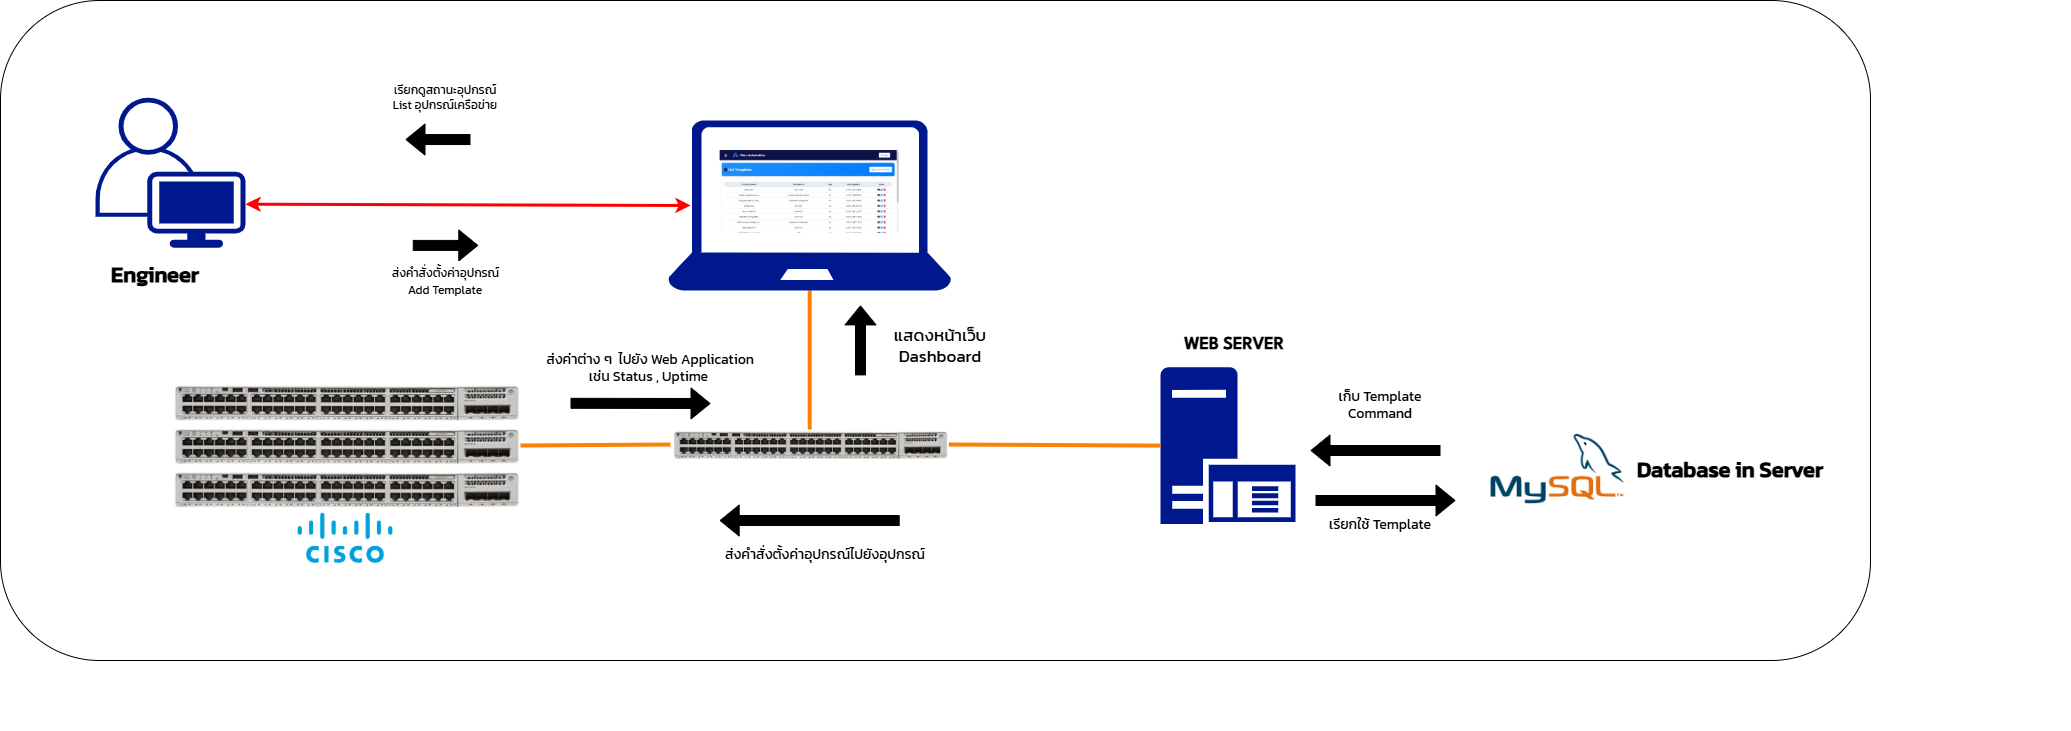 เรียกดูสถานะอุปกรณ์
List อุปกรณ์เครือข่าย
Engineer
ส่งคำสั่งตั้งค่าอุปกรณ์
Add Template
List Templates
แสดงหน้าเว็บ
Dashboard
ส่งค่าต่าง ๆ ไปยัง Web Application
เช่น Status , Uptime
WEB SERVER
เก็บ Template
Command
MySQL
Database in Server
เรียกใช้ Template
ส่งคำสั่งตั้งค่าอุปกรณ์ไปยังอุปกรณ์
CISCO